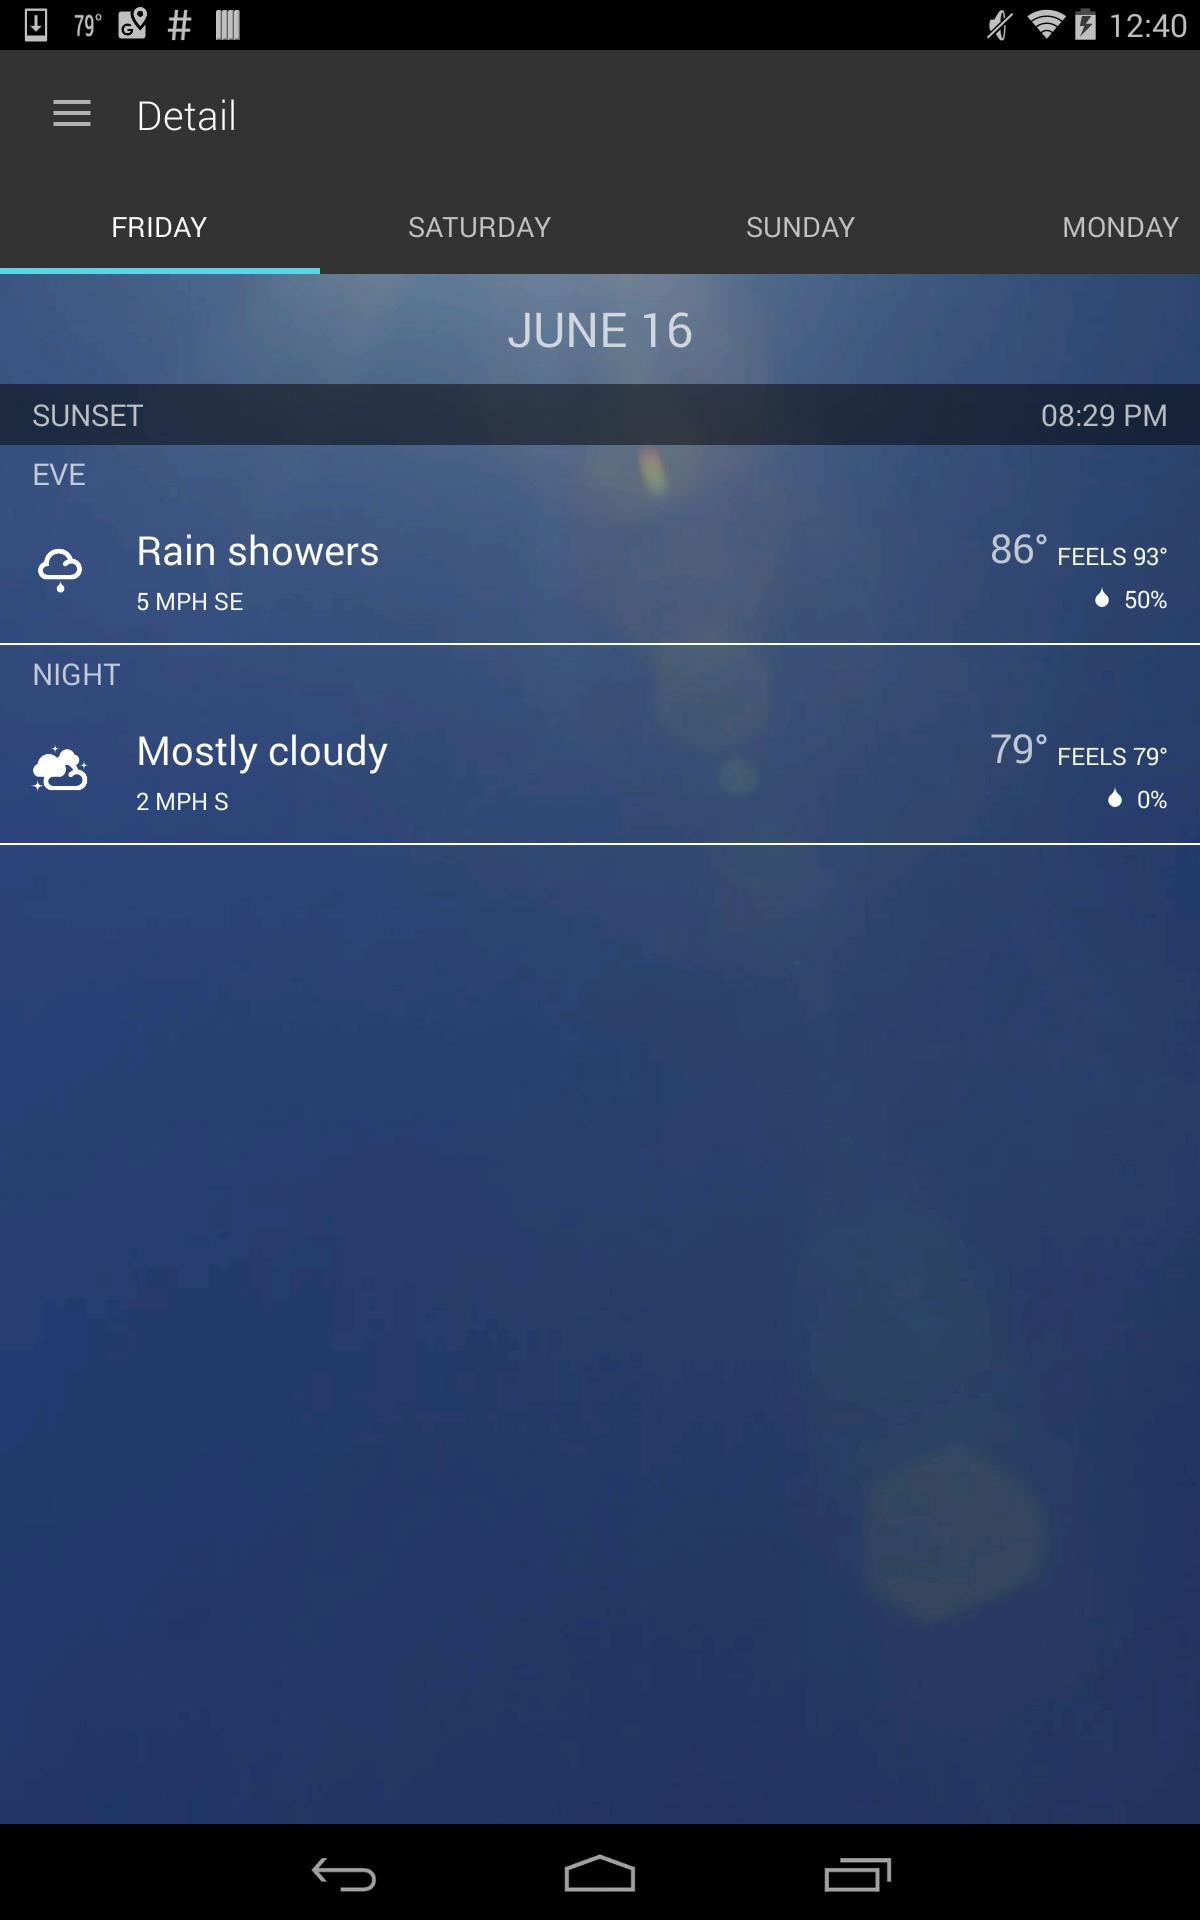 79° # 12:40
Detail
FRIDAY SATURDAY SUNDAY MONDAY
JUNE 16
SUNSET 08:29 PM
EVE
Rain showers 86° FEELS 93°
5 MPH SE 50%
NIGHT
Mostly cloudy 79° FEELS 79°
2 MPH S 0%